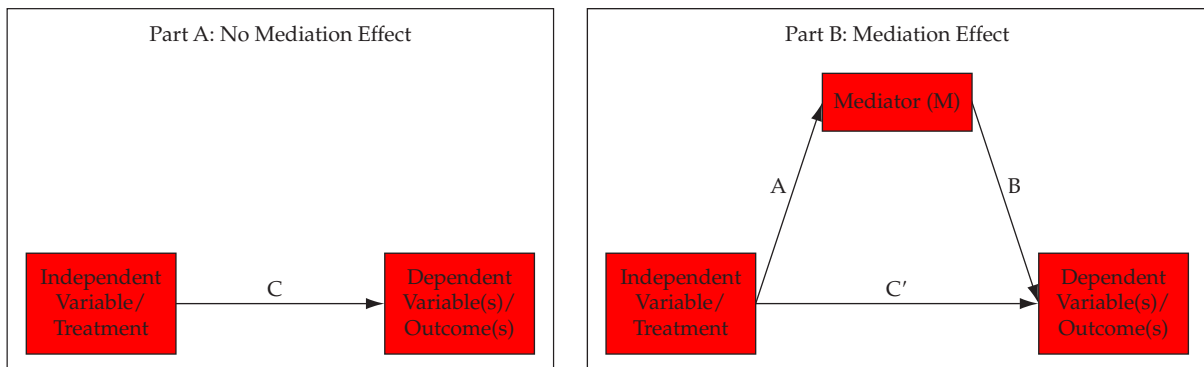 Part A: No Mediation Effect
Independent
Variable/
Treatment
C
Dependent
Variable(s)/
Outcome(s)
Part B: Mediation Effect
Mediator (M)
A
B
Independent
Variable/
Treatment
C′
Dependent
Variable(s)/
Outcome(s)